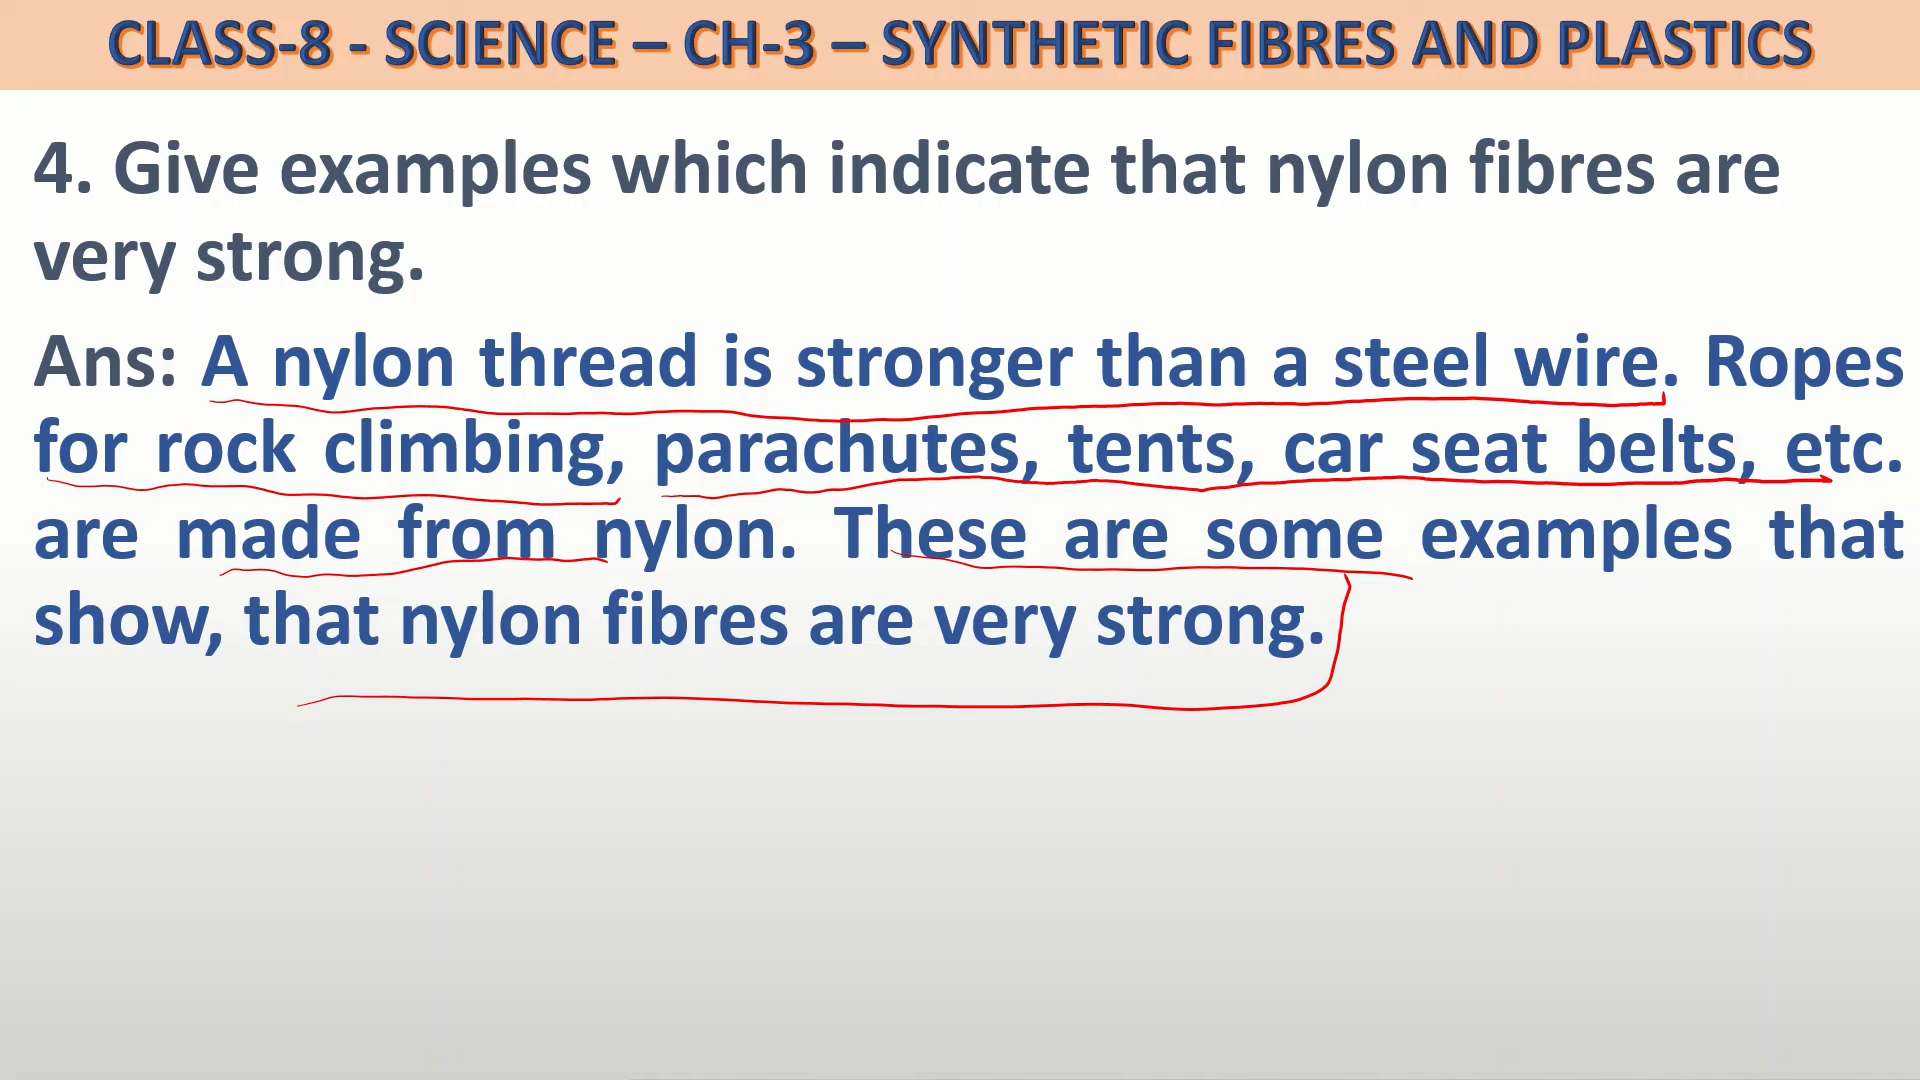 CLASS-8 - SCIENCE – CH-3 – SYNTHETIC FIBRES AND PLASTICS
4. Give examples which indicate that nylon fibres are
very strong.
Ans: A nylon thread is stronger than a steel wire. Ropes
for rock climbing, parachutes, tents, car seat belts, etc.
are made from nylon. These are some examples that
show, that nylon fibres are very strong.